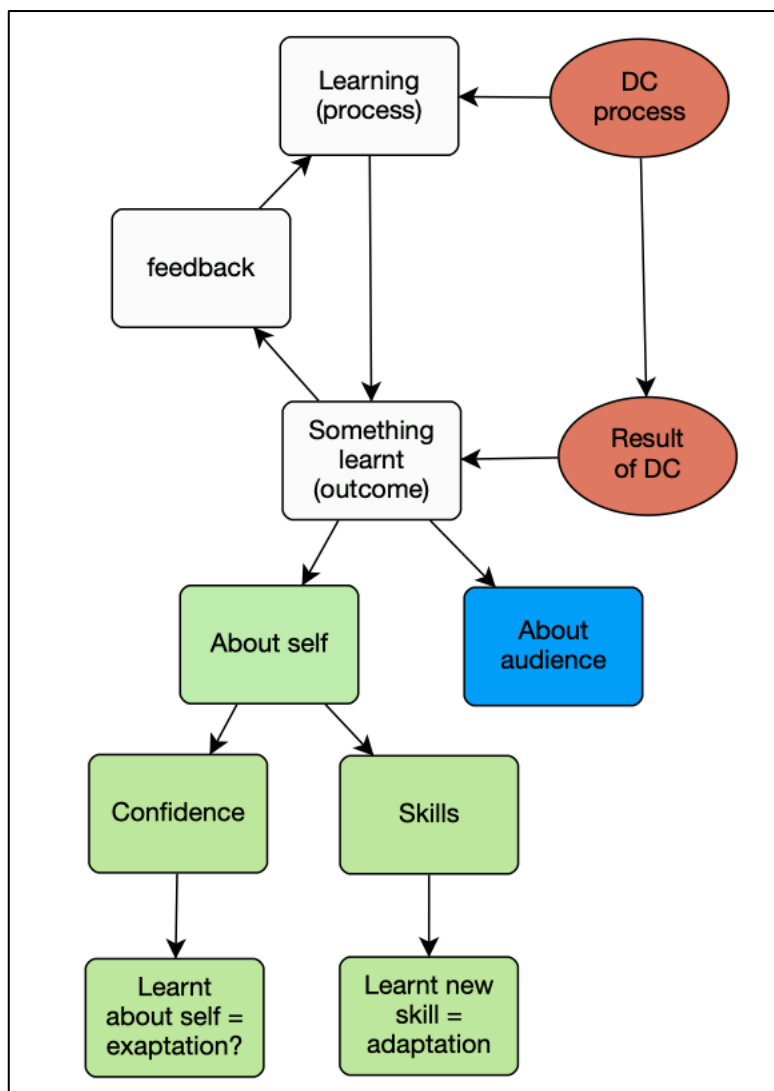 Learning
(process)
DC
process
feedback
Something
learnt
(outcome)
Result
of DC
About self
About
audience
Confidence
Skills
Learnt
about self =
exaptation?
Learnt new
skill =
adaptation